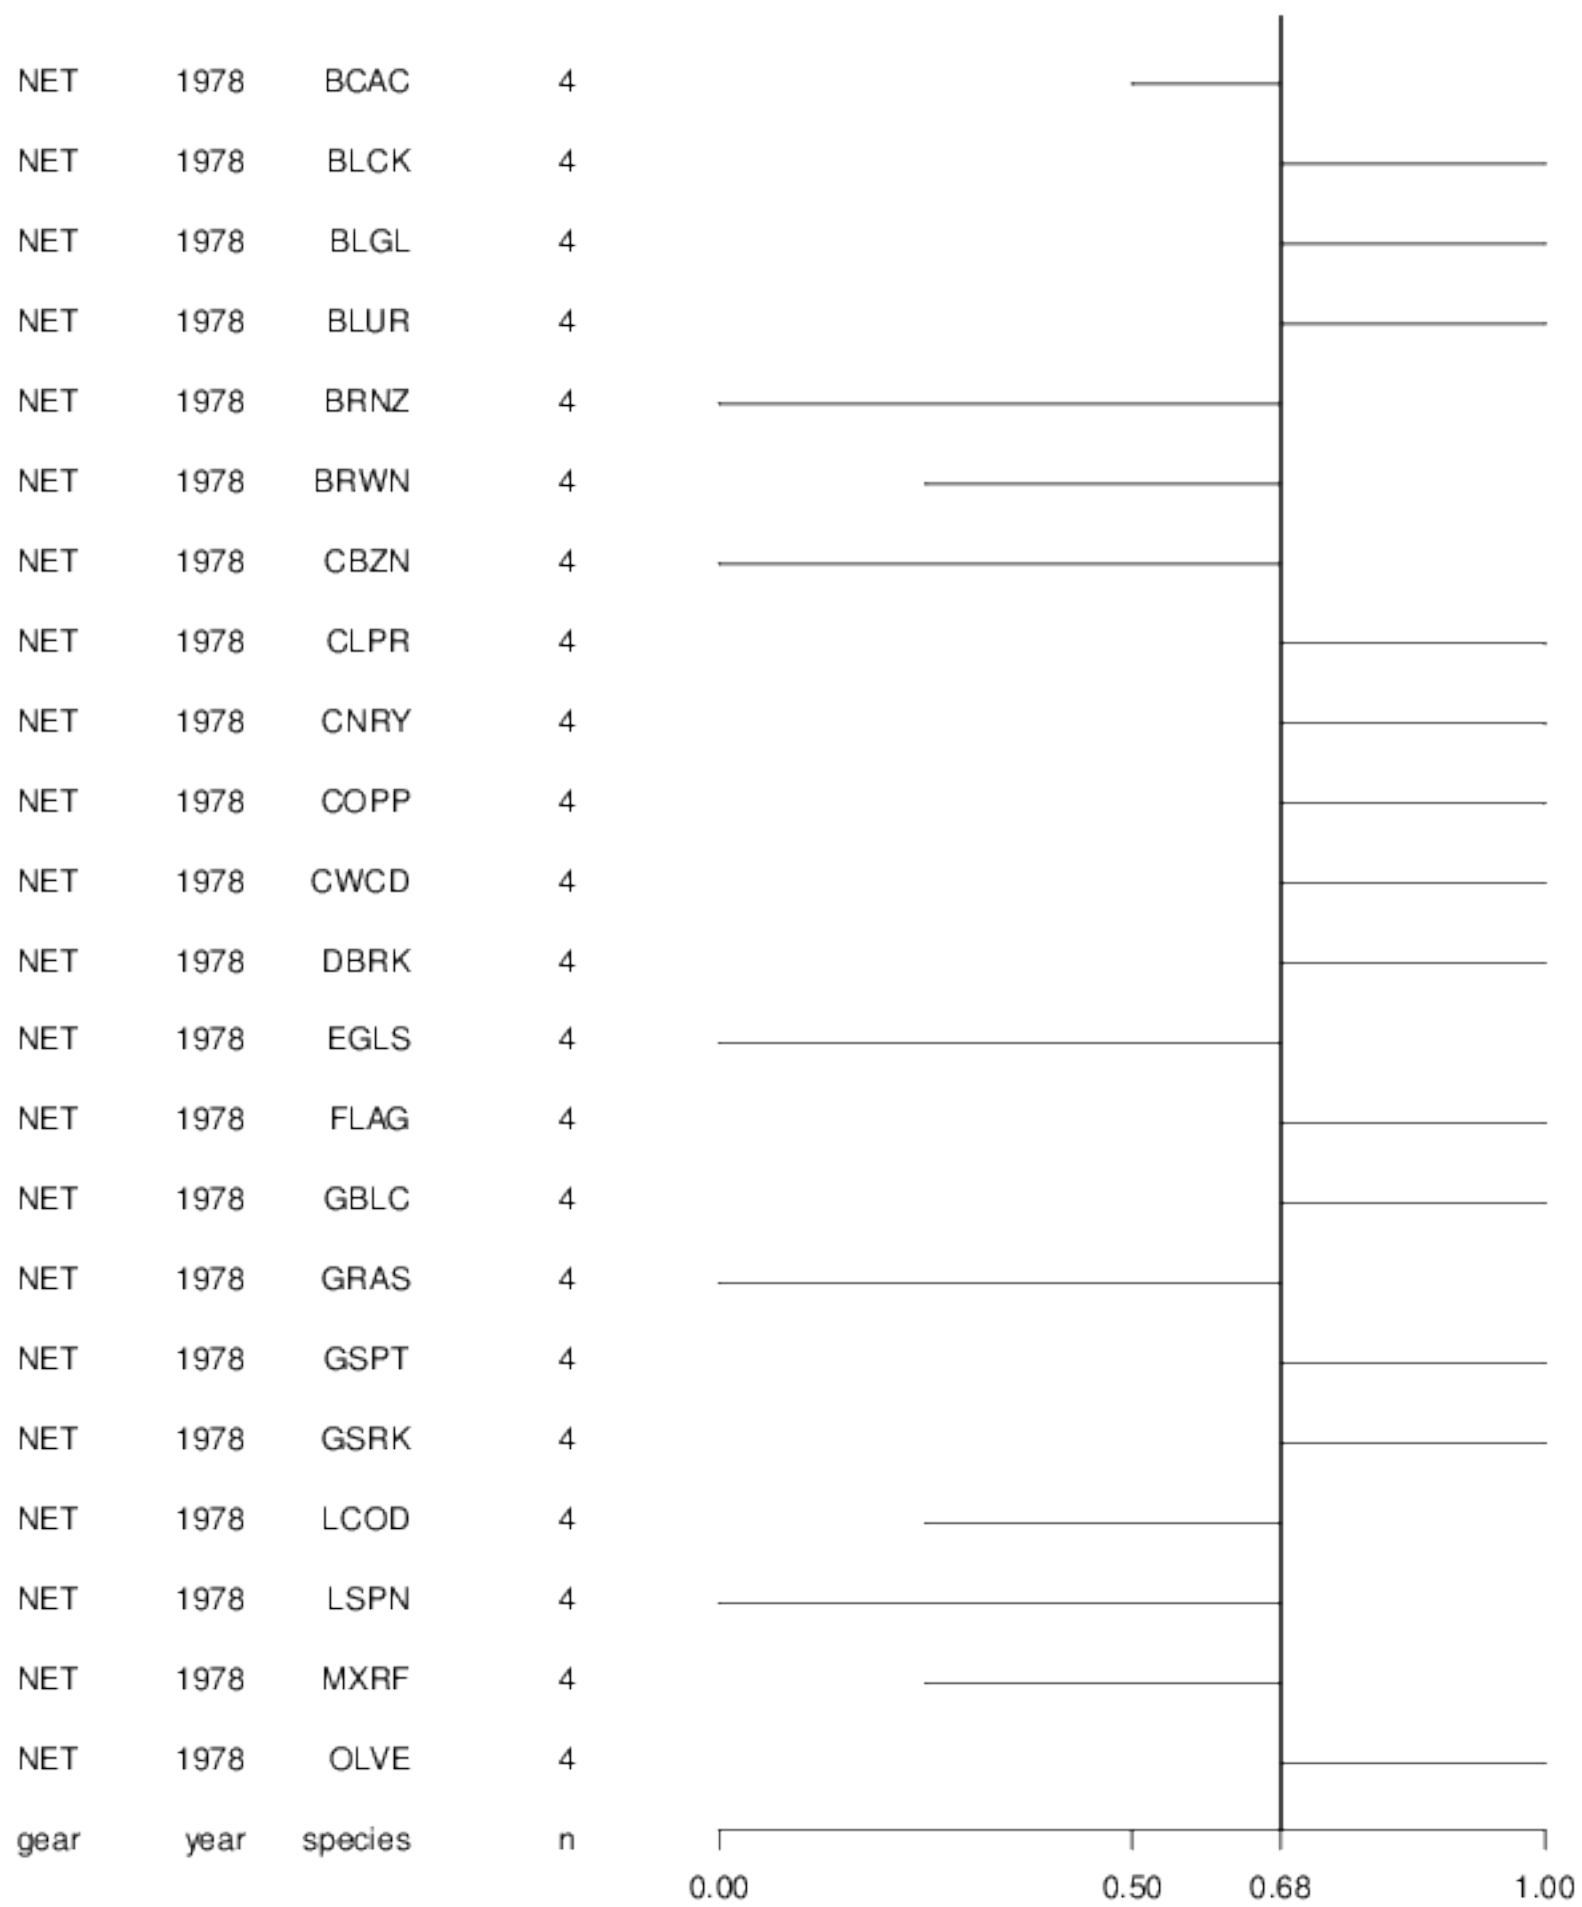 NET 1978 BCAC 4
NET 1978 BLCK 4
NET 1978 BLGL 4
NET 1978 BLUR 4
NET 1978 BRNZ 4
NET 1978 BRWN 4
NET 1978 CBZN 4
NET 1978 CLPR 4
NET 1978 CNRY 4
NET 1978 COPP 4
NET 1978 CWCD 4
NET 1978 DBRK 4
NET 1978 EGLS 4
NET 1978 FLAG 4
NET 1978 GBLC 4
NET 1978 GRAS 4
NET 1978 GSPT 4
NET 1978 GSRK 4
NET 1978 LCOD 4
NET 1978 LSPN 4
NET 1978 MXRF 4
NET 1978 OLVE 4
gear year species n
0.00 0.50 0.68 1.00